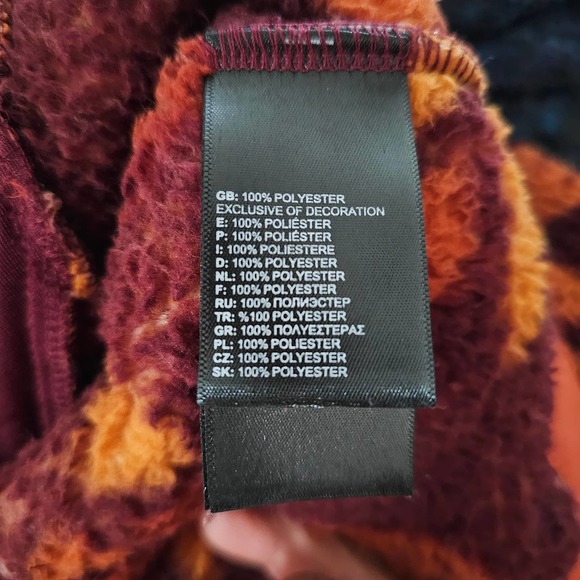 GB: 100% POLYESTER
EXCLUSIVE OF DECORATION
E: 100% POLIÉSTER
P: 100% POLIÉSTER
I: 100% POLIESTERE
D: 100% POLYESTER
NL: 100% POLYESTER
F: 100% POLYESTER
RU: 100% ПОЛИЭСТЕР
TR: %100 POLYESTER
GR: 100% ΠΟΛΥΕΣΤΕΡΑΣ
PL: 100% POLIESTER
CZ: 100% POLYESTER
SK: 100% POLYESTER